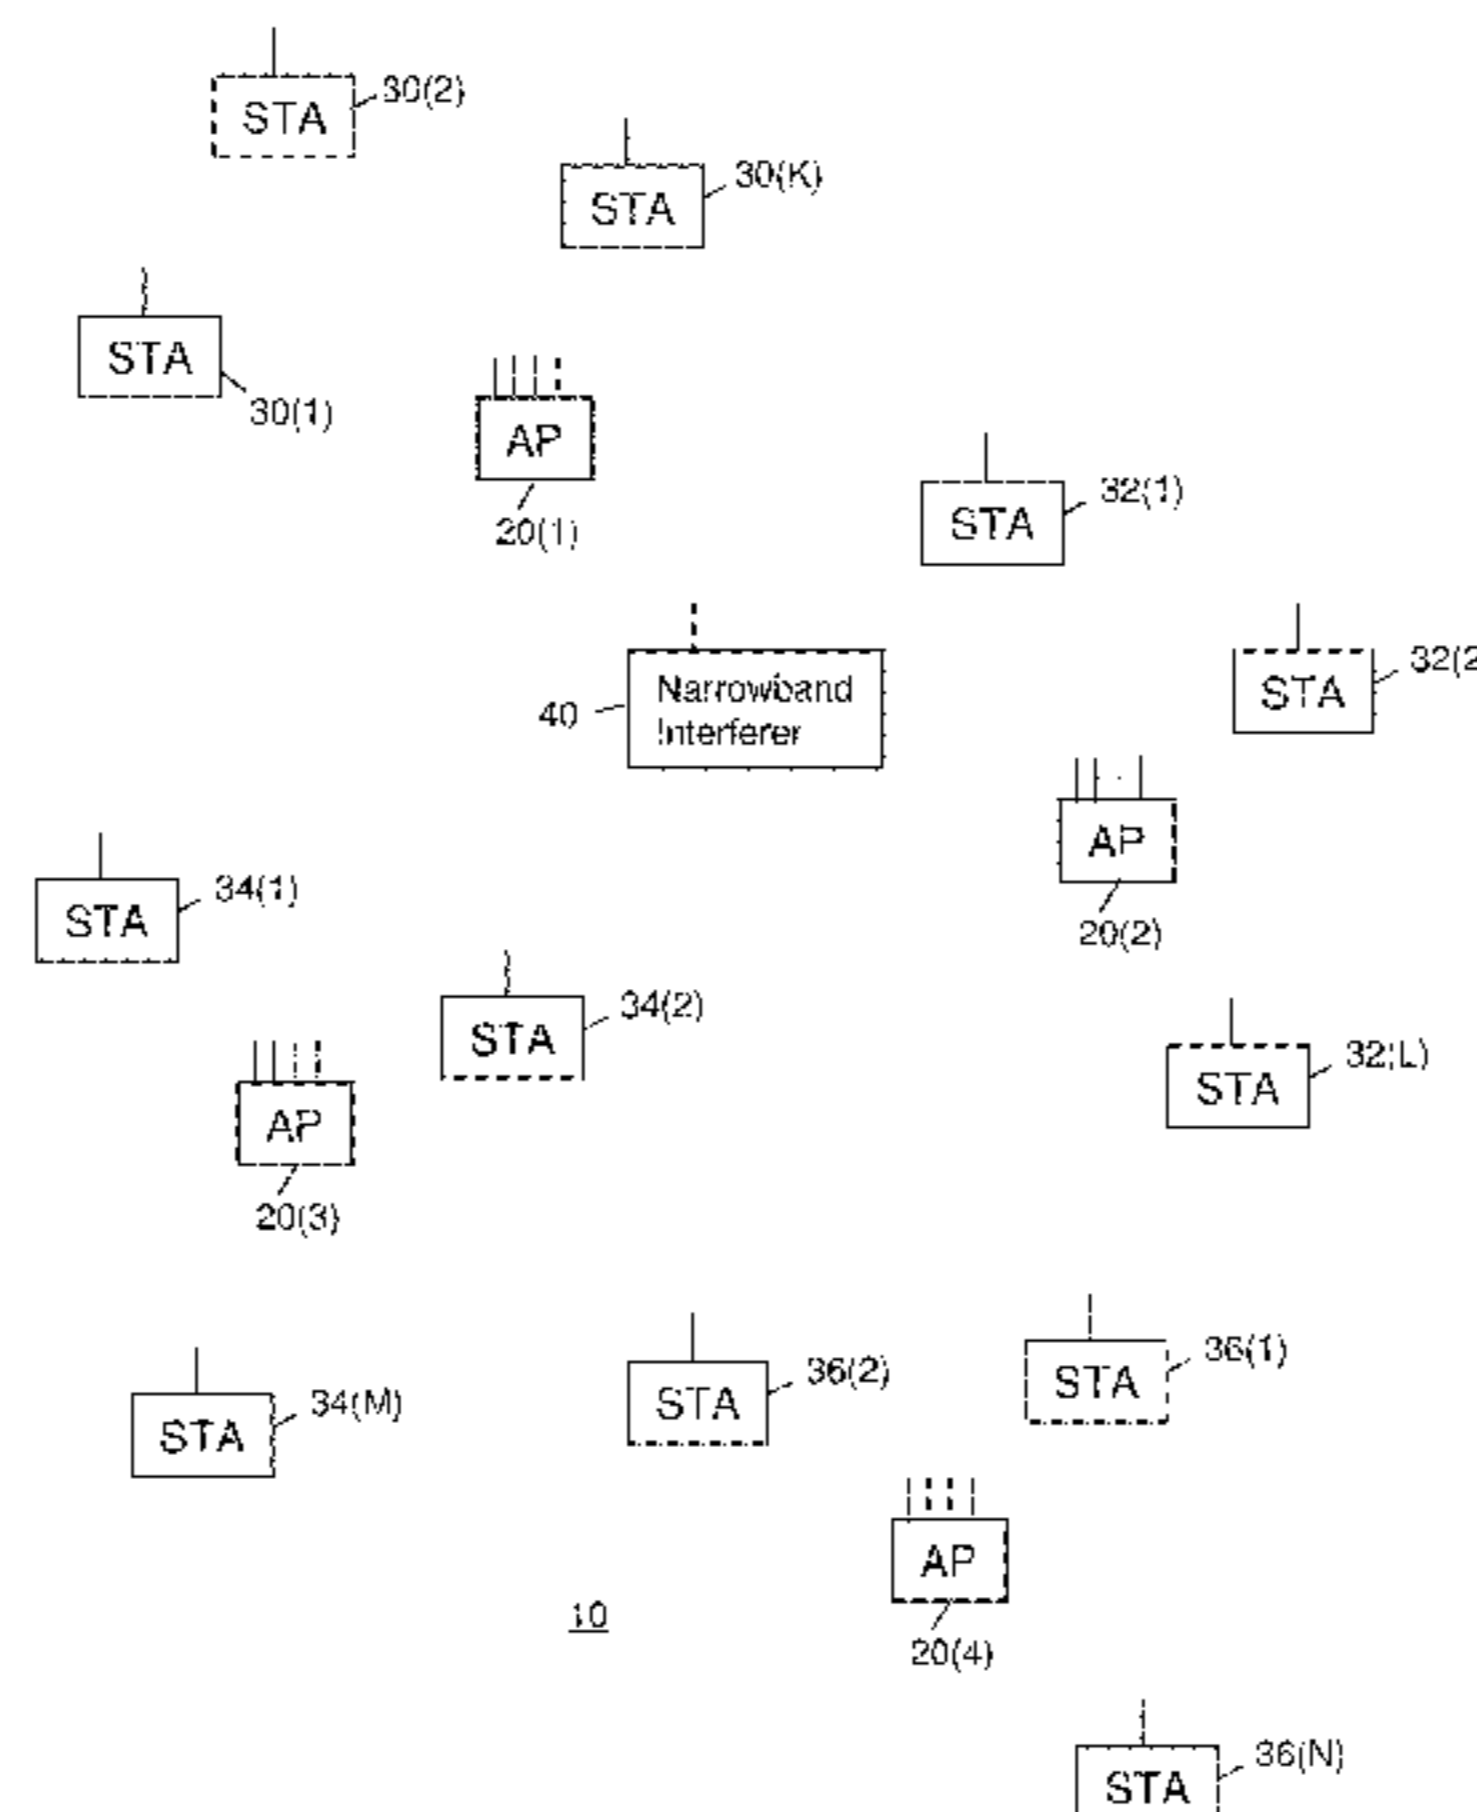 STA
30(2)
STA
30(K)
STA
30(1)
AP
20(1)
STA
32(1)
STA
32(2
40
Narrowband
Interferer
AP
20(2)
STA
34(1)
STA
34(2)
STA
32(L)
AP
20(3)
STA
36(1)
STA
36(2)
STA
34(M)
AP
20(4)
10
STA
36(N)